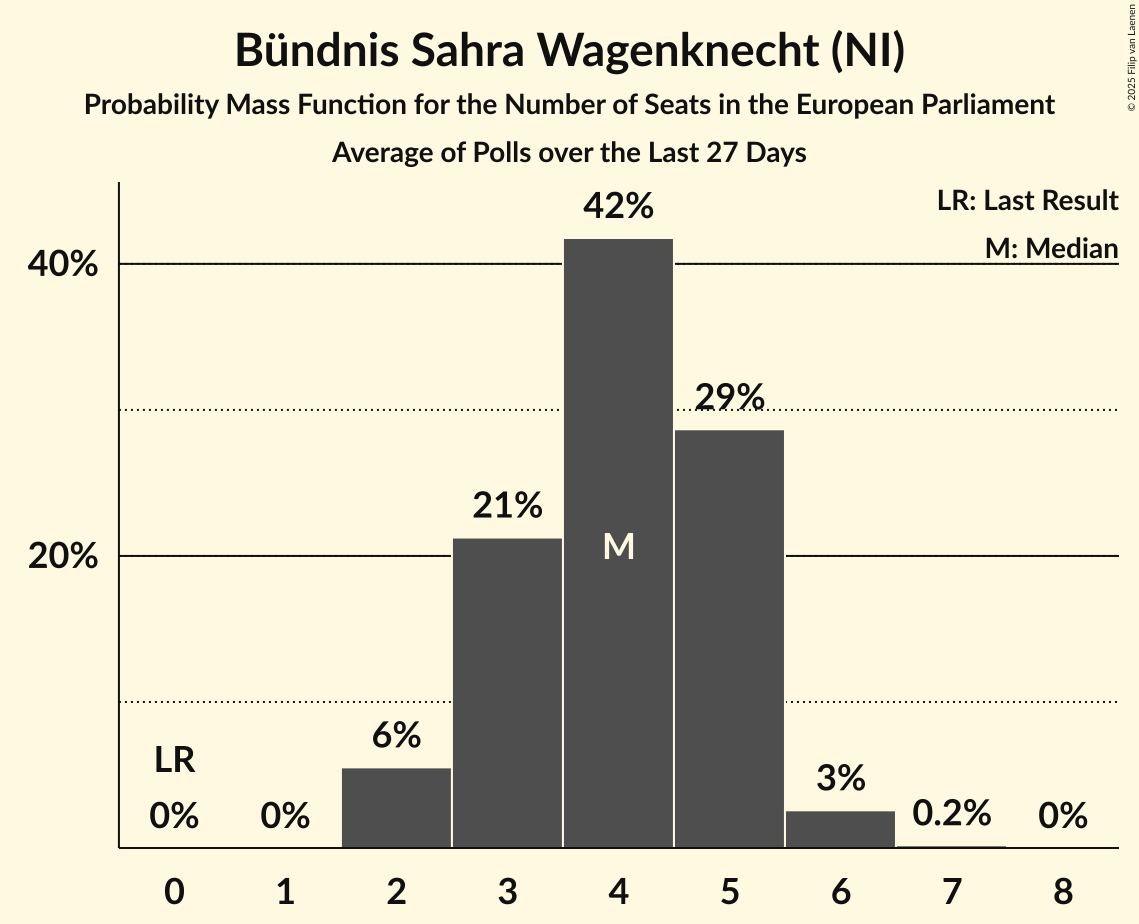 Bündnis Sahra Wagenknecht (NI)
Probability Mass Function for the Number of Seats in the European Parliament
Average of Polls over the Last 27 Days
© 2025 Filip van Laenen
LR: Last Result
M: Median
40%
20%
LR
0%
0%
6%
21%
42%
M
29%
3%
0.2%
0%
0 1 2 3 4 5 6 7 8